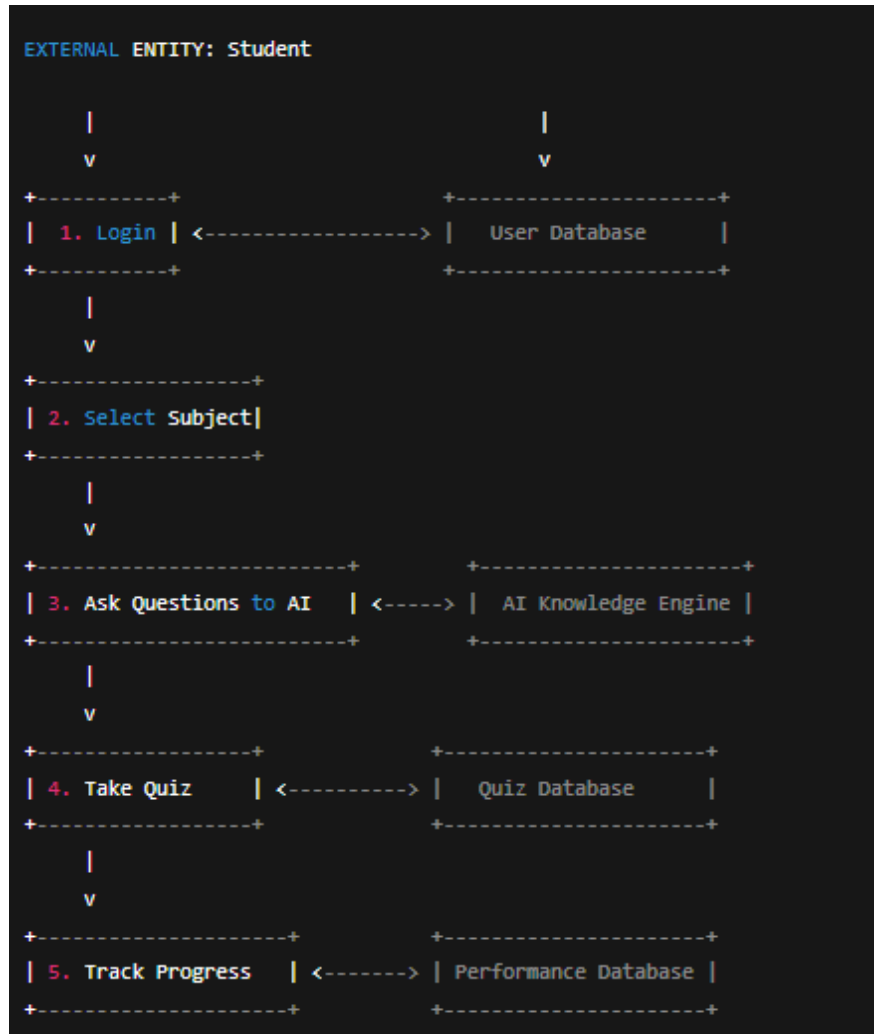 EXTERNAL ENTITY: Student
| |
v v
+-----------+ +----------------------+
| 1. Login | <------------------> | User Database |
+-----------+ +----------------------+
|
v
+------------------+
| 2. Select Subject|
+------------------+
|
v
+--------------------------+ +----------------------+
| 3. Ask Questions to AI | <-----> | AI Knowledge Engine |
+--------------------------+ +----------------------+
|
v
+------------------+ +----------------------+
| 4. Take Quiz | <----------> | Quiz Database |
+------------------+ +----------------------+
|
v
+---------------------+ +----------------------+
| 5. Track Progress | <-------> | Performance Database |
+---------------------+ +----------------------+